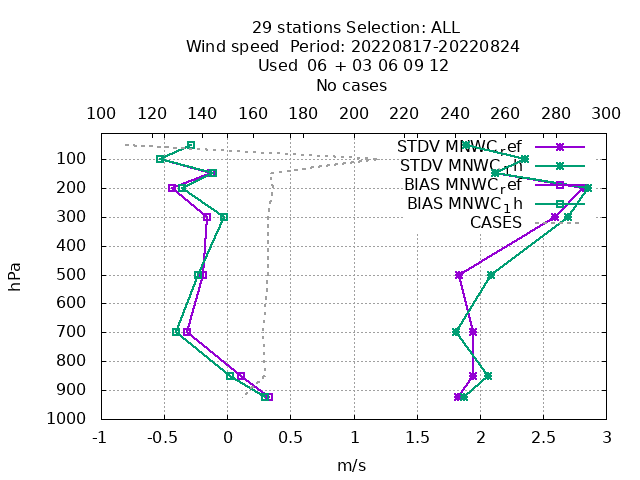 29 stations Selection: ALL
Wind speed  Period: 20220817-20220824
Used  06 + 03 06 09 12
No cases
100 120 140 160 180 200 220 240 260 280 300
STDV MNWC_ref
STDV MNWC_1h
BIAS MNWC_ref
BIAS MNWC_1h
CASES
100
200
300
400
500
600
700
800
900
1000
hPa
-1 -0.5 0 0.5 1 1.5 2 2.5 3
m/s